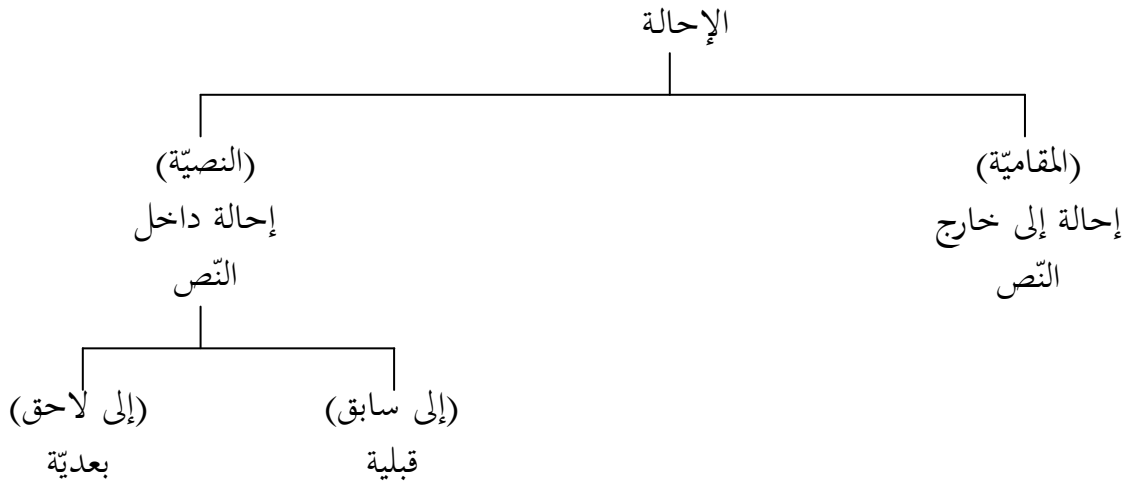 الإحالة
(المقاميّة)
إحالة إلى خارج
النّص
(النصيّة)
إحالة داخل
النّص
(إلى سابق)
قبلية
(إلى لاحق)
بعديّة